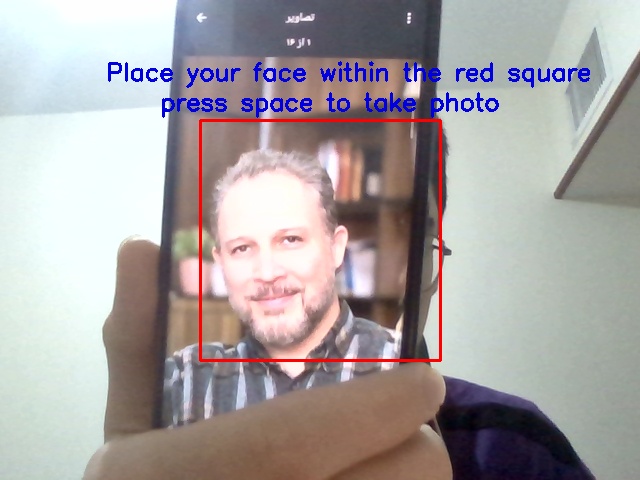 تصاویر
۱ از ۱۶
Place your face within the red square
press space to take photo